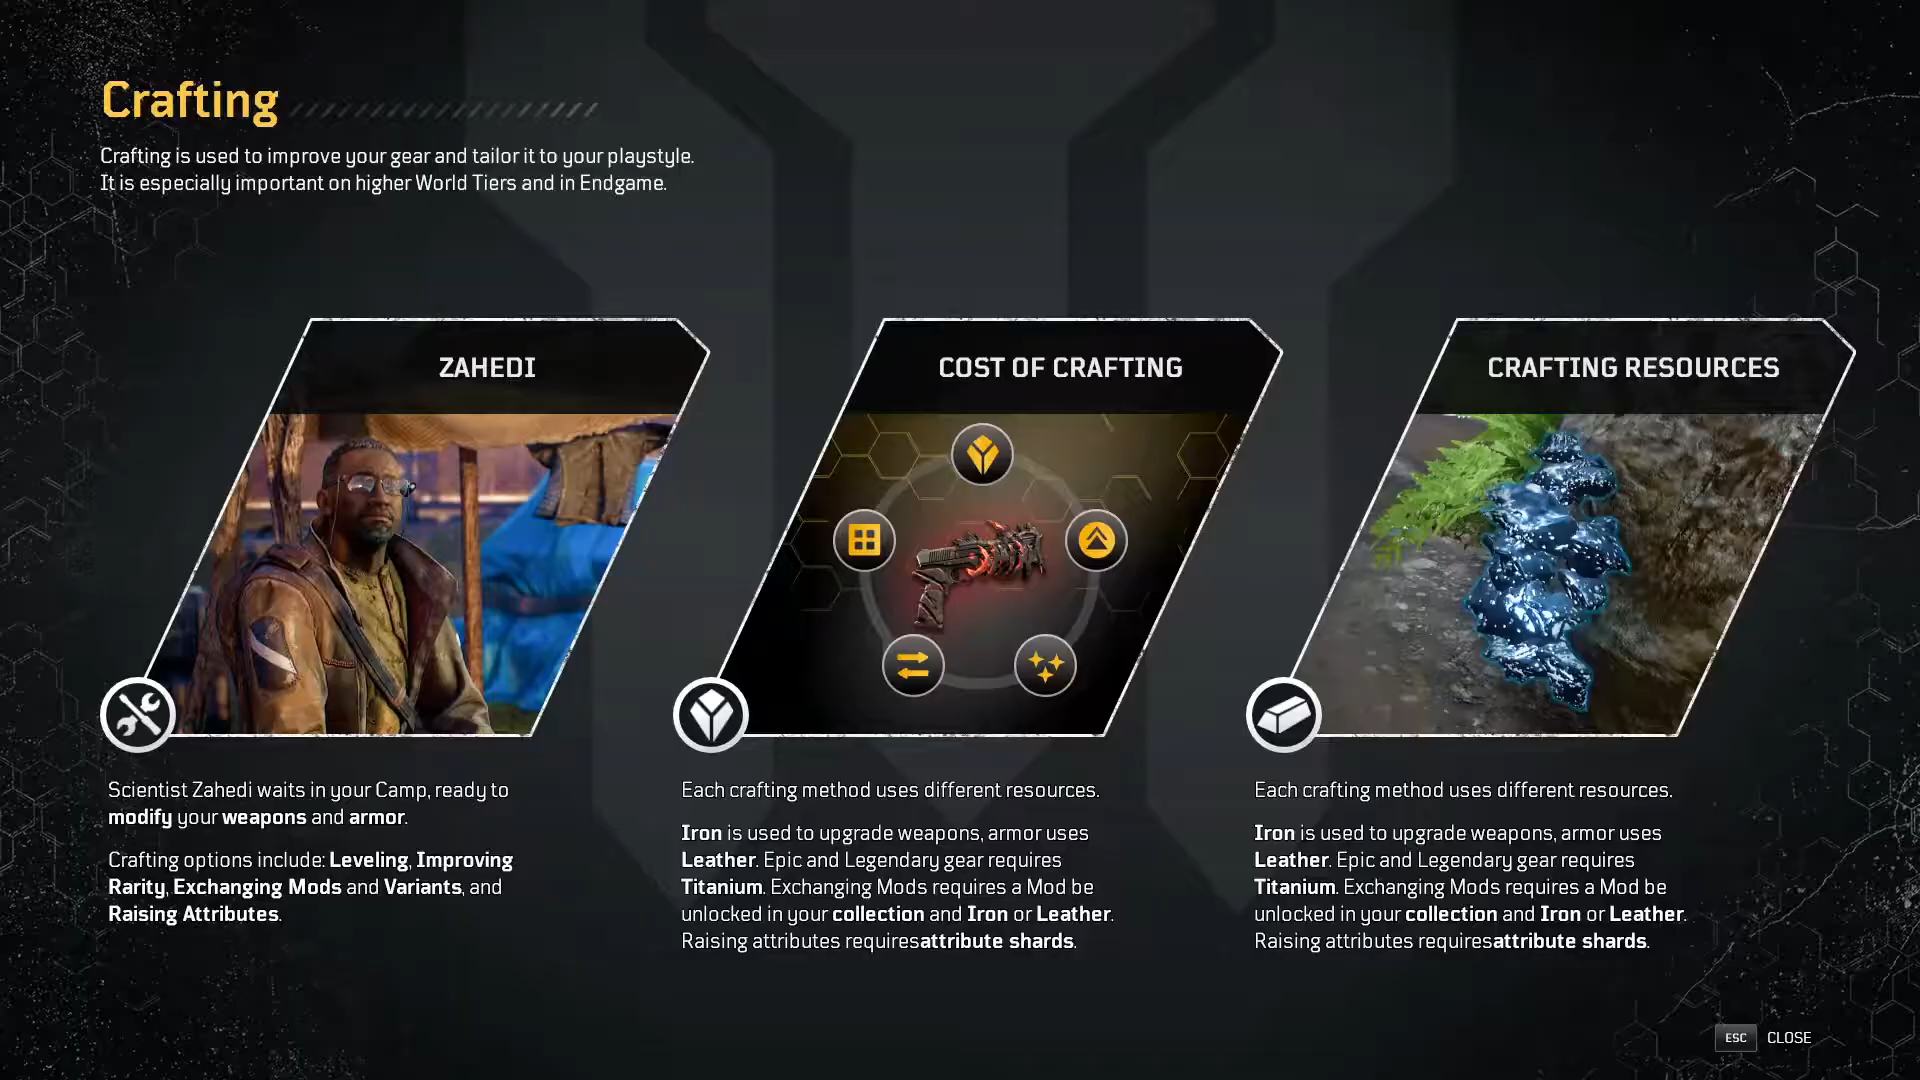 Crafting
Crafting is used to improve your gear and tailor it to your playstyle.
It is especially important on higher World Tiers and in Endgame.
ZAHEDI
Scientist Zahedi waits in your Camp, ready to
modify your weapons and armor.
Crafting options include: Leveling, Improving
Rarity, Exchanging Mods and Variants, and
Raising Attributes.
COST OF CRAFTING
Each crafting method uses different resources.
Iron is used to upgrade weapons, armor uses
Leather. Epic and Legendary gear requires
Titanium. Exchanging Mods requires a Mod be
unlocked in your collection and Iron or Leather.
Raising attributes requiresattribute shards.
CRAFTING RESOURCES
Each crafting method uses different resources.
Iron is used to upgrade weapons, armor uses
Leather. Epic and Legendary gear requires
Titanium. Exchanging Mods requires a Mod be
unlocked in your collection and Iron or Leather.
Raising attributes requiresattribute shards.
ESC CLOSE